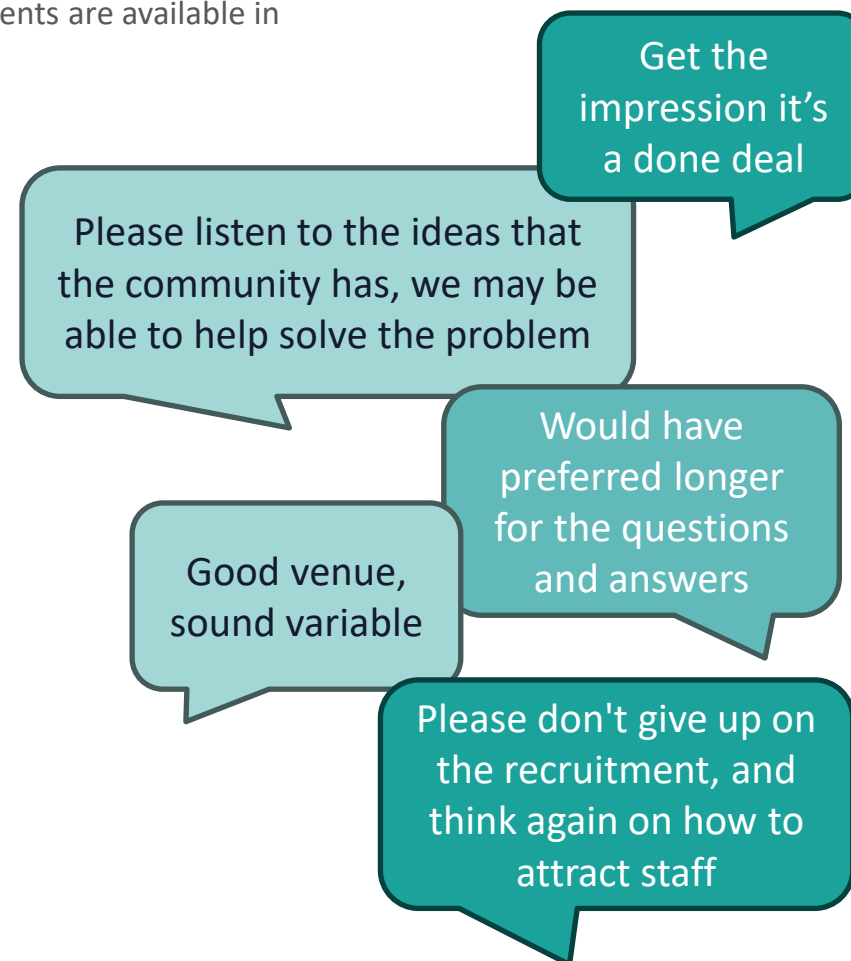 ents are available in
Get the
impression it’s
a done deal
Please listen to the ideas that
the community has, we may be
able to help solve the problem
Would have
preferred longer
for the questions
and answers
Good venue,
sound variable
Please don't give up on
the recruitment, and
think again on how to
attract staff